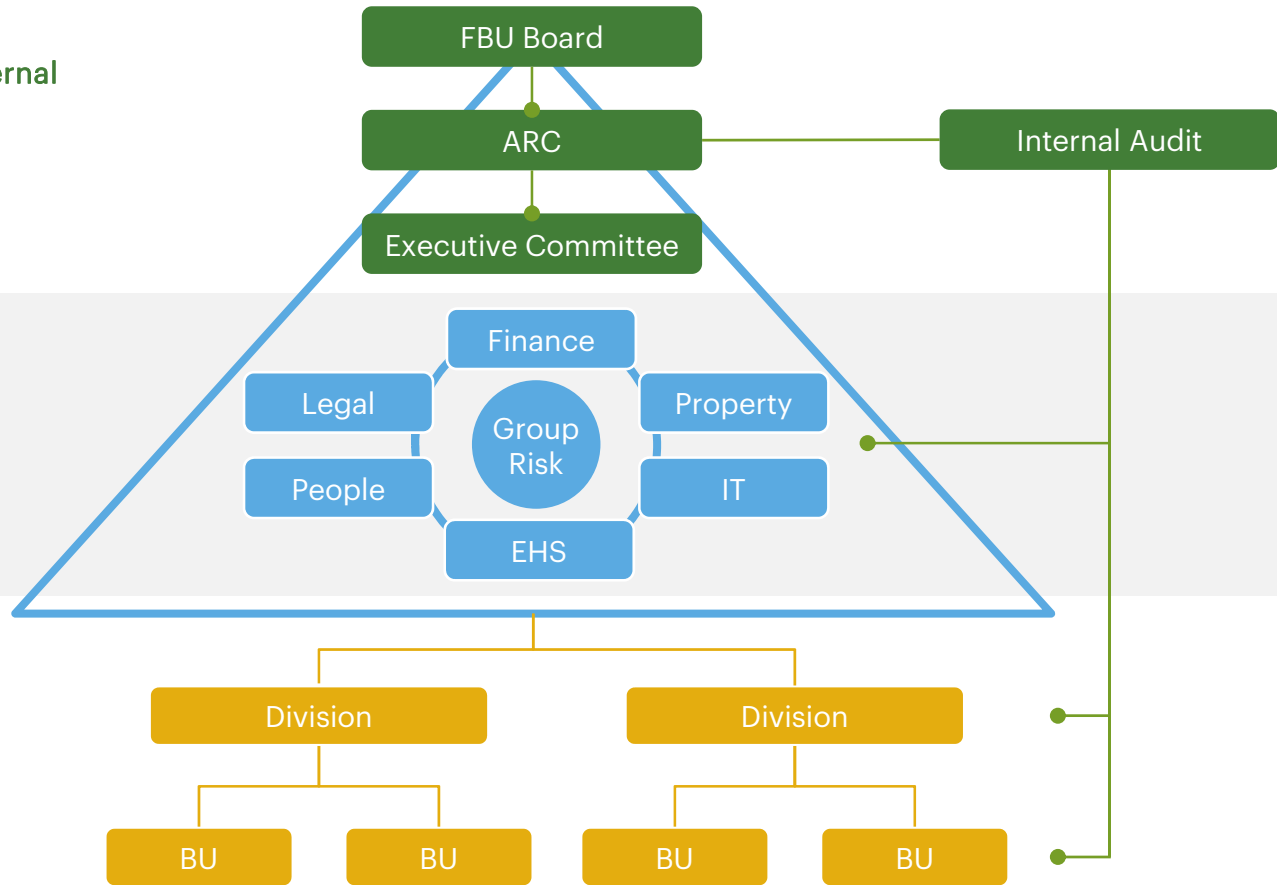 FBU Board
ernal
ARC
Internal Audit
Executive Committee
Finance
Legal
Property
Group
Risk
People
IT
EHS
Division
Division
BU
BU
BU
BU